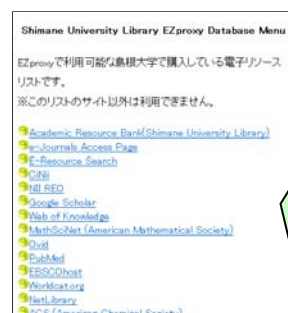 Shimane University Library EZproxy Database Menu
EZproxyで利用可能な島根大学で購入している電子リソース
リストです。
※このリストのサイト以外は利用できません。
Academic Resource Bank(Shimane University Library)
e-Journals Access Page
E-Resource Search
CiNii
NII REO
Google Scholar
Web of Knowledge
MathSciNet (American Mathematical Society)
Ovid
PubMed
EBSCOhost
Worldcat.org
NetLibrary
ACS (American Chemical Society)